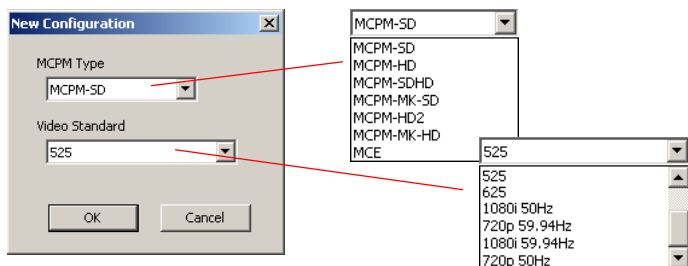 New Configuration
MCPM Type
MCPM-SD
Video Standard
525
OK Cancel
MCPM-SD
MCPM-SD
MCPM-HD
MCPM-SDHD
MCPM-MK-SD
MCPM-HD2
MCPM-MK-HD
MCE
525
525
625
1080i 50Hz
720p 59.94Hz
1080i 59.94Hz
720p 50Hz